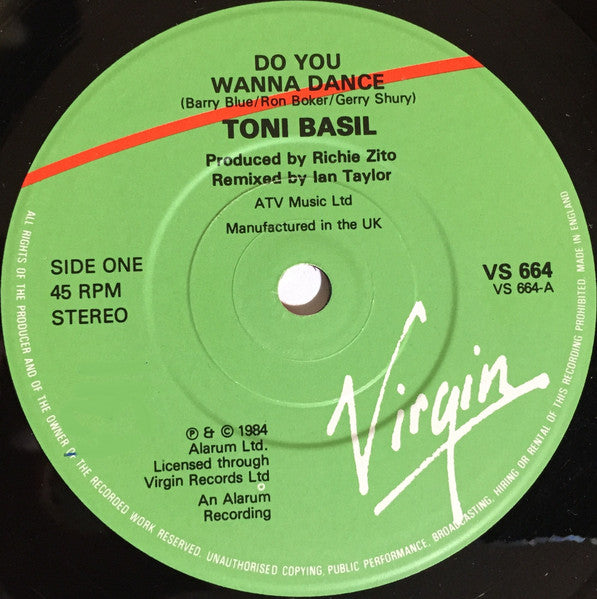 DO YOU
WANNA DANCE
(Barry Blue/Ron Boker/Gerry Shury)
TONI BASIL
Produced by Richie Zito
Remixed by Ian Taylor
ATV Music Ltd
Manufactured in the UK
SIDE ONE
45 RPM
STEREO
VS 664
VS 664-A
Virgin
℗ & © 1984
Alarum Ltd.
Licensed through
Virgin Records Ltd
An Alarum
Recording
ALL RIGHTS OF THE PRODUCER AND OF THE OWNER OF THE RECORDED WORK RESERVED. UNAUTHORISED COPYING, PUBLIC PERFORMANCE, BROADCASTING, HIRING OR RENTAL OF THIS RECORDING PROHIBITED. MADE IN ENGLAND